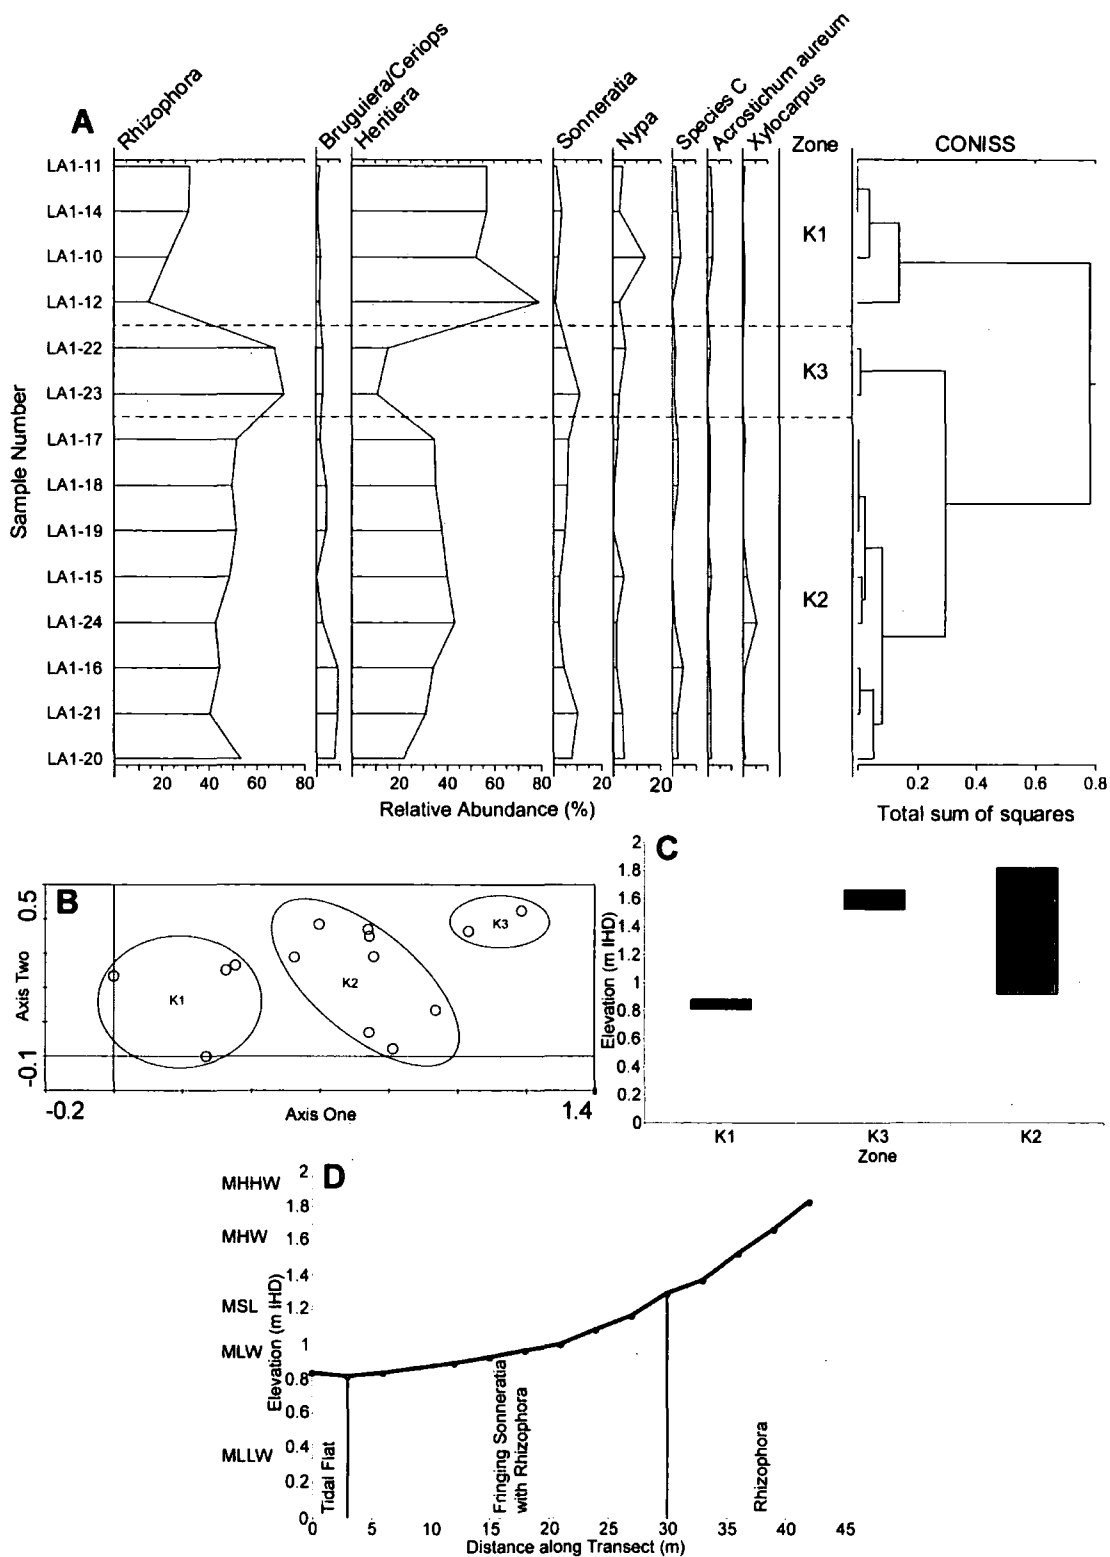 A
Rhizophora
Bruguiera/Ceriops
Heritiera
Sonneratia
Nypa
Species C
Acrostichum aureum
Xylocarpus
Zone
CONISS
Sample Number
LA1-11
LA1-14
LA1-10
LA1-12
LA1-22
LA1-23
LA1-17
LA1-18
LA1-19
LA1-15
LA1-24
LA1-16
LA1-21
LA1-20
K1
K3
K2
20 40 60 80 20 40 60 80 20 20 0.2 0.4 0.6 0.8
Relative Abundance (%)
Total sum of squares
B
Axis Two
0.5
-0.1
K1
K2
K3
-0.2 Axis One 1.4
C
Elevation (m IHD)
2
1.8
1.6
1.4
1.2
1
0.8
0.6
0.4
0.2
0
K1 K3 K2
Zone
D
MHHW
MHW
MSL
MLW
MLLW
Elevation (m IHD)
2
1.8
1.6
1.4
1.2
1
0.8
0.6
0.4
0.2
0
Tidal Flat
Fringing Sonneratia
with Rhizophora
Rhizophora
0 5 10 15 20 25 30 35 40 45
Distance along Transect (m)